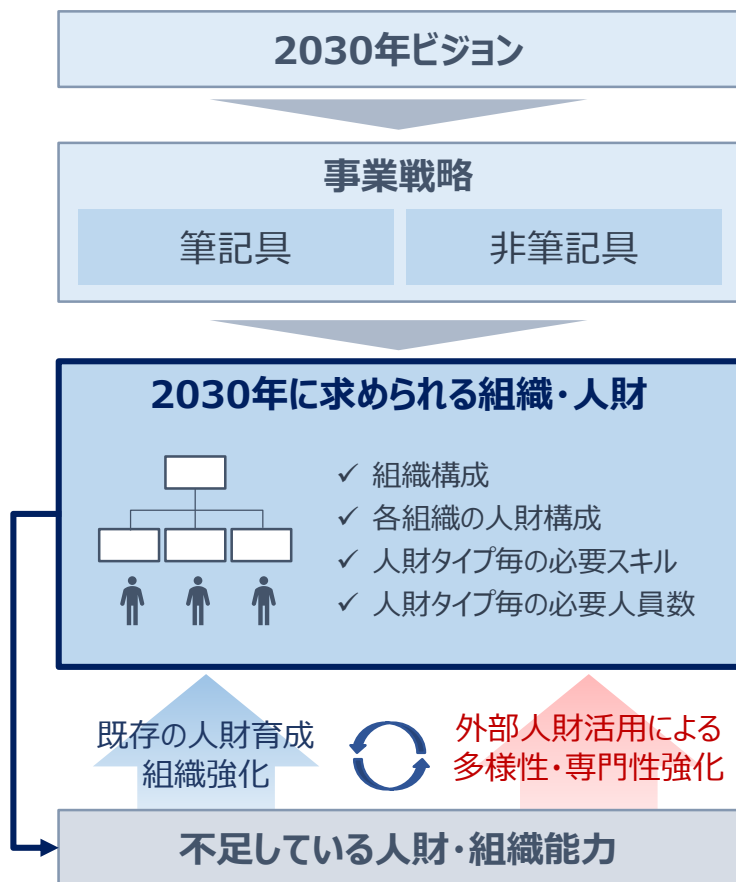 2030年ビジョン
事業戦略
筆記具
非筆記具
2030年に求められる組織・人財
✓ 組織構成
✓ 各組織の人財構成
✓ 人財タイプ毎の必要スキル
✓ 人財タイプ毎の必要人員数
既存の人財育成
組織強化
外部人財活用による
多様性・専門性強化
不足している人財・組織能力